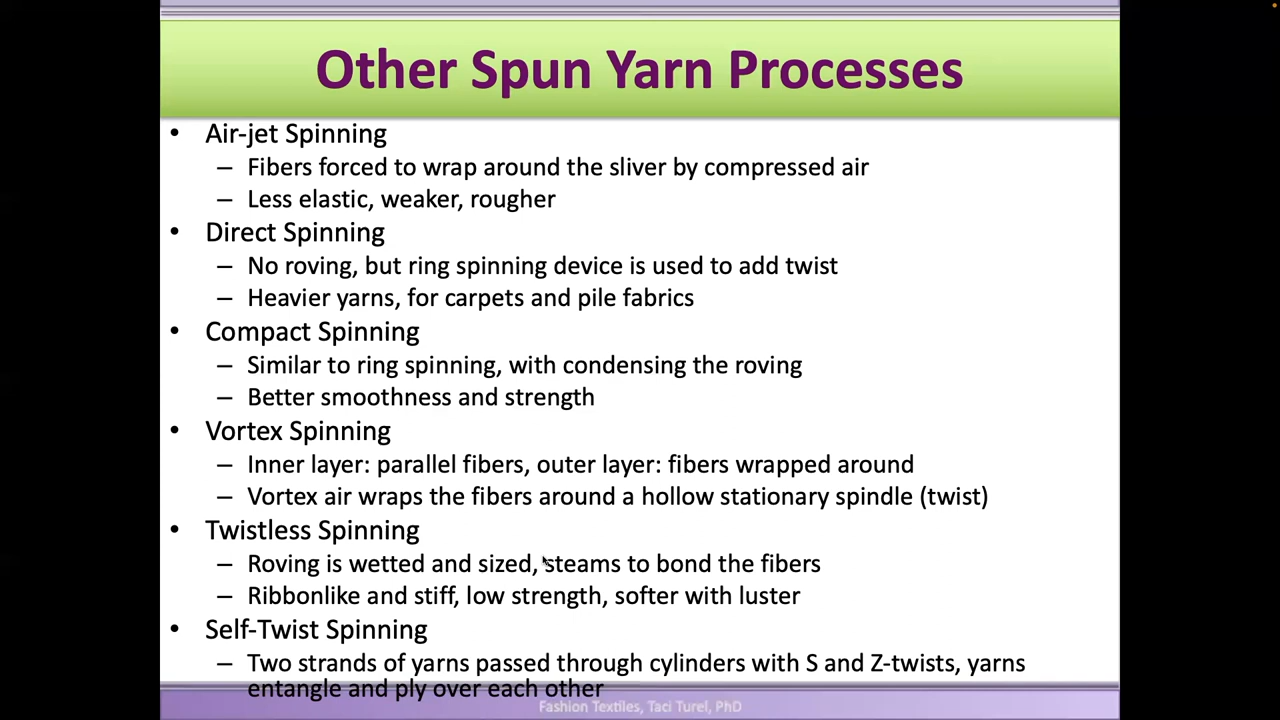 Other Spun Yarn Processes
• Air-jet Spinning
– Fibers forced to wrap around the sliver by compressed air
– Less elastic, weaker, rougher
• Direct Spinning
– No roving, but ring spinning device is used to add twist
– Heavier yarns, for carpets and pile fabrics
• Compact Spinning
– Similar to ring spinning, with condensing the roving
– Better smoothness and strength
• Vortex Spinning
– Inner layer: parallel fibers, outer layer: fibers wrapped around
– Vortex air wraps the fibers around a hollow stationary spindle (twist)
• Twistless Spinning
– Roving is wetted and sized, steams to bond the fibers
– Ribbonlike and stiff, low strength, softer with luster
• Self-Twist Spinning
– Two strands of yarns passed through cylinders with S and Z-twists, yarns
entangle and ply over each other
Fashion Textiles, Taci Turel, PhD